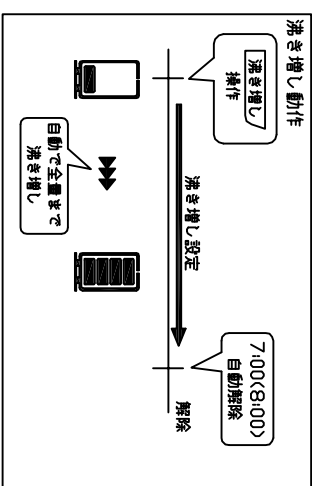 沸き増し動作
沸き増し
操作
沸き増し設定
7:00(8:00)
自動解除
解除
自動で全量まで
沸き増し